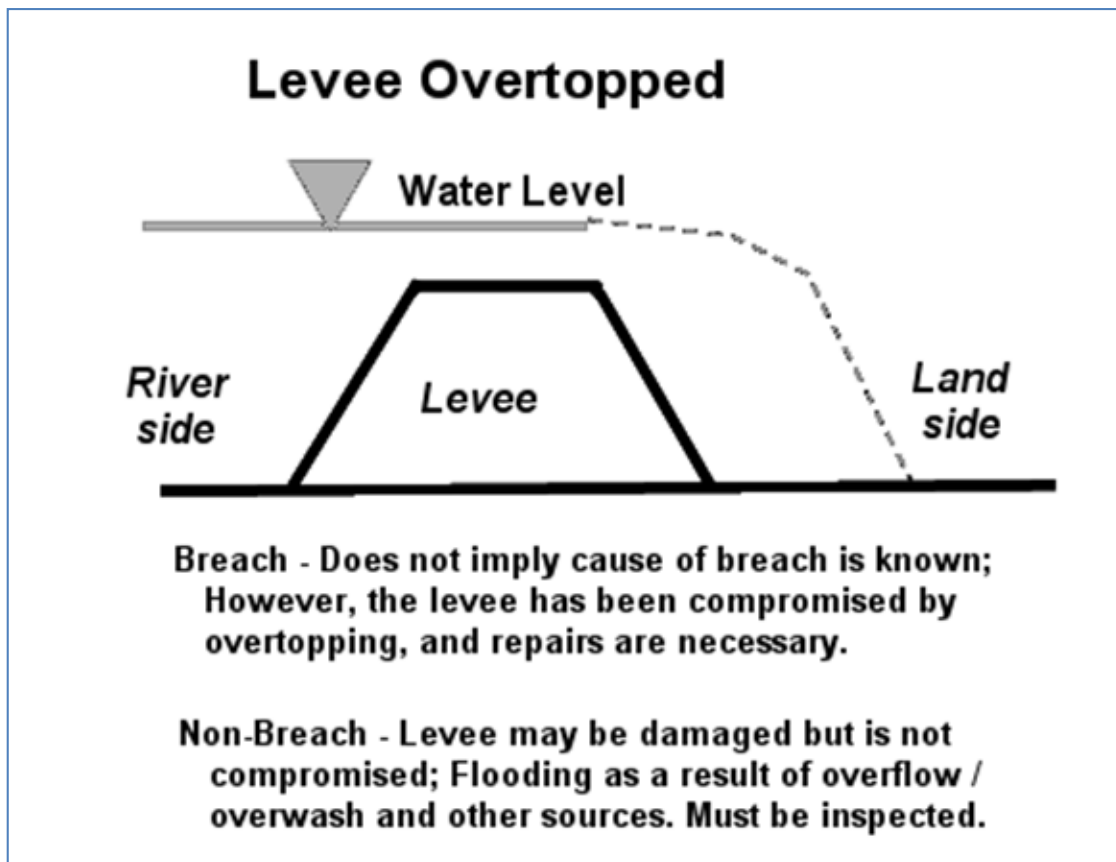 Levee Overtopped
Water Level
River
side
Levee
Land
side
Breach - Does not imply cause of breach is known;
However, the levee has been compromised by
overtopping, and repairs are necessary.
Non-Breach - Levee may be damaged but is not
compromised; Flooding as a result of overflow /
overwash and other sources. Must be inspected.